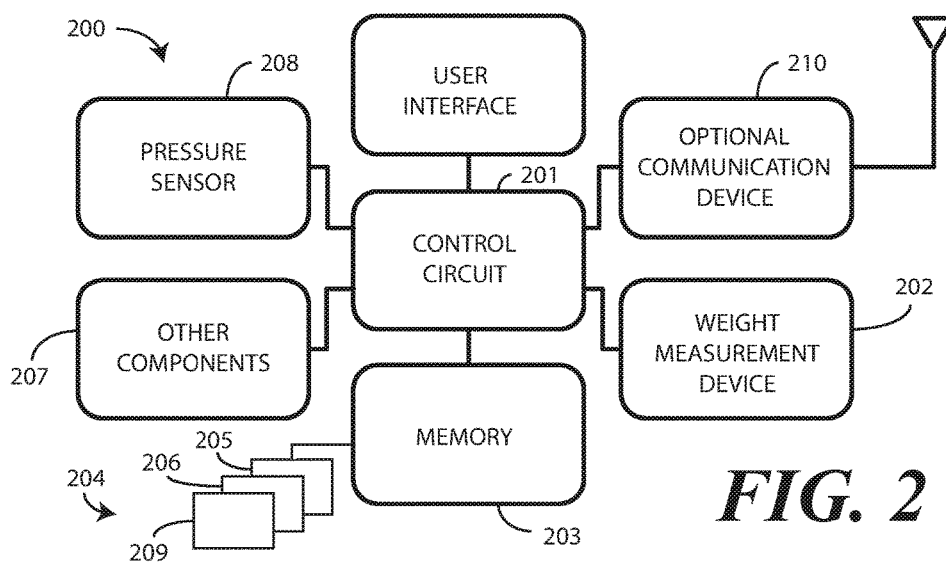 200
208
USER
INTERFACE
210
PRESSURE
SENSOR
OPTIONAL
COMMUNICATION
DEVICE
201
CONTROL
CIRCUIT
202
OTHER
COMPONENTS
WEIGHT
MEASUREMENT
DEVICE
207
MEMORY
205
206
204
209
203
FIG. 2